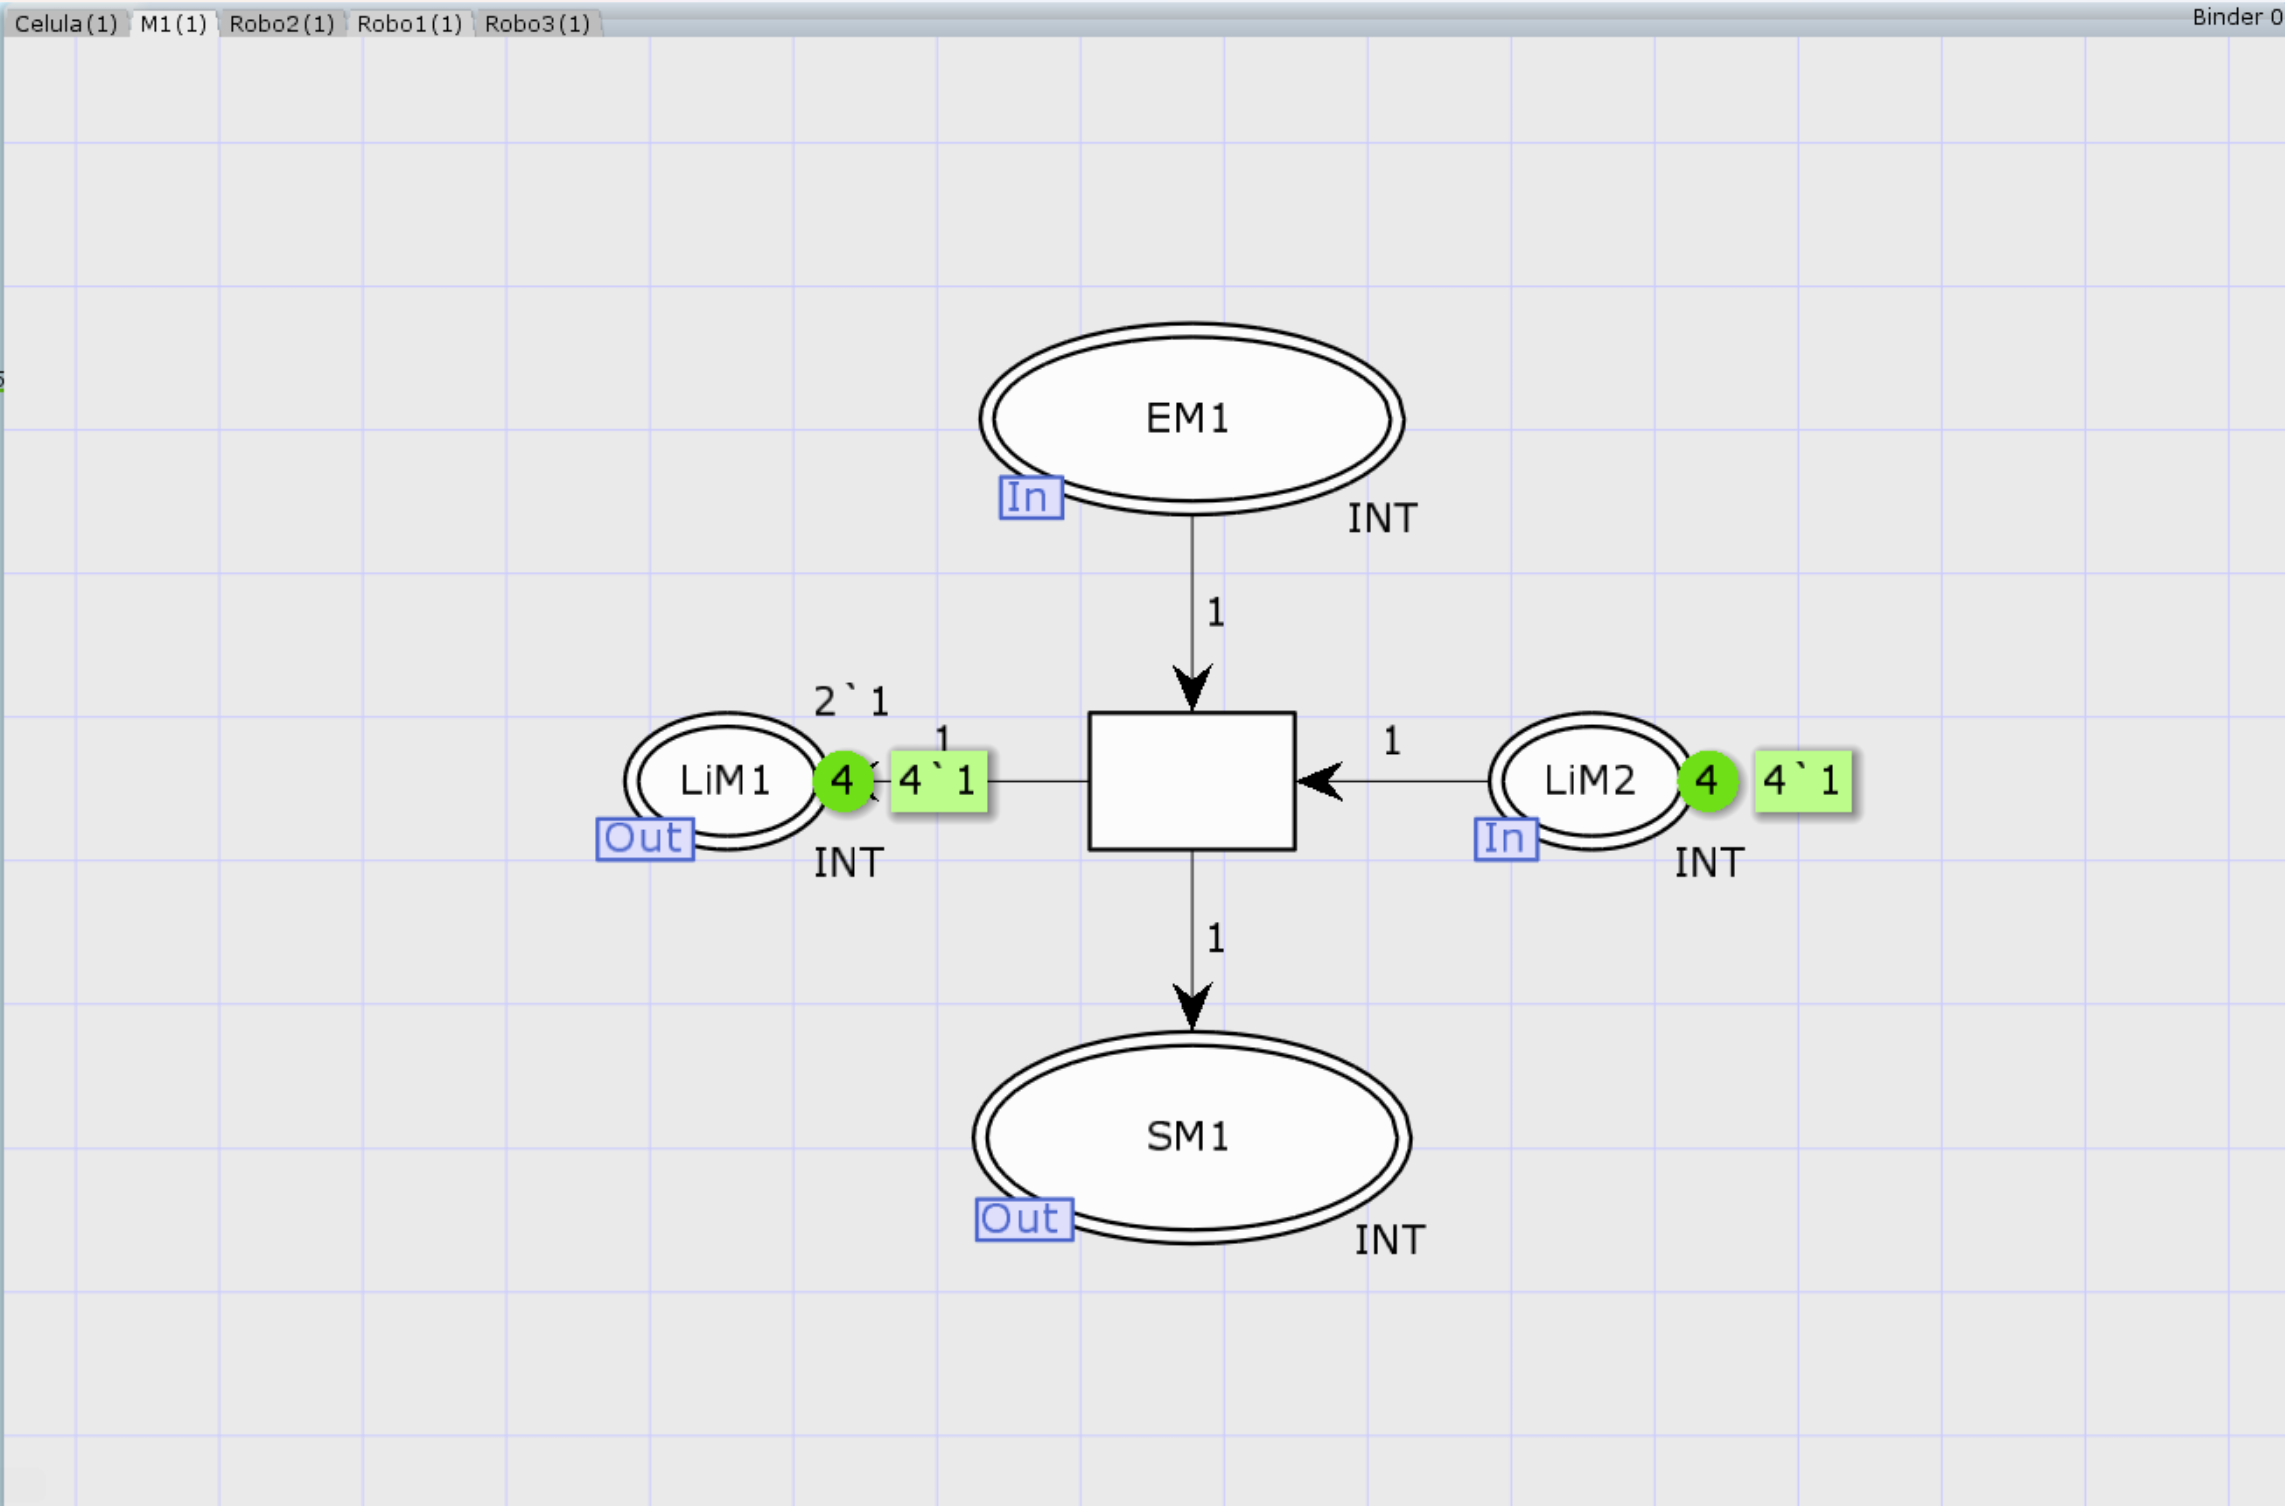 Celula(1) M1(1) Robo2(1) Robo1(1) Robo3(1) Binder 0
EM1
In
INT
1
2`1
1
1
LiM1
4
4`1
LiM2
4
4`1
Out
INT
In
INT
1
SM1
Out
INT